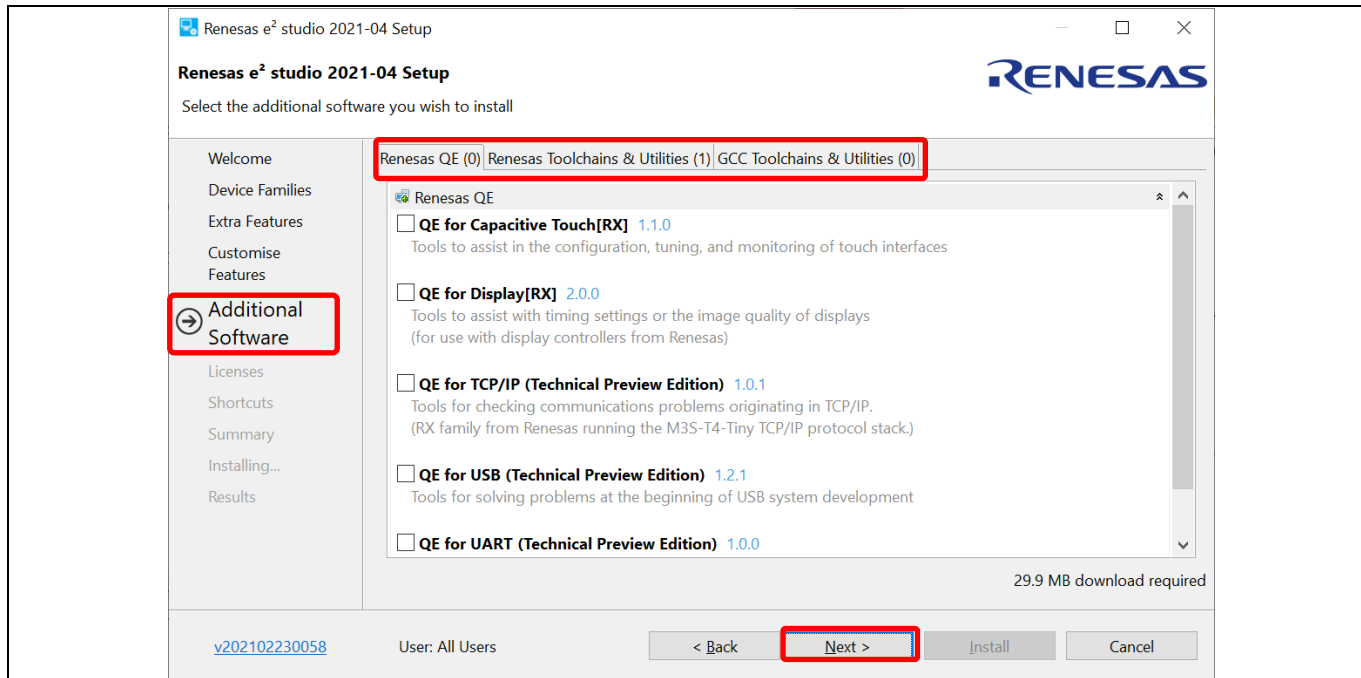 Renesas e² studio 2021-04 Setup
Renesas e² studio 2021-04 Setup
RENESAS
Select the additional software you wish to install
Welcome
Device Families
Extra Features
Customise
Features
Additional
Software
Licenses
Shortcuts
Summary
Installing...
Results
Renesas QE (0) Renesas Toolchains & Utilities (1) GCC Toolchains & Utilities (0)
Renesas QE
QE for Capacitive Touch[RX] 1.1.0
Tools to assist in the configuration, tuning, and monitoring of touch interfaces
QE for Display[RX] 2.0.0
Tools to assist with timing settings or the image quality of displays
(for use with display controllers from Renesas)
QE for TCP/IP (Technical Preview Edition) 1.0.1
Tools for checking communications problems originating in TCP/IP.
(RX family from Renesas running the M3S-T4-Tiny TCP/IP protocol stack.)
QE for USB (Technical Preview Edition) 1.2.1
Tools for solving problems at the beginning of USB system development
QE for UART (Technical Preview Edition) 1.0.0
29.9 MB download required
v202102230058 User: All Users < Back Next > Install Cancel